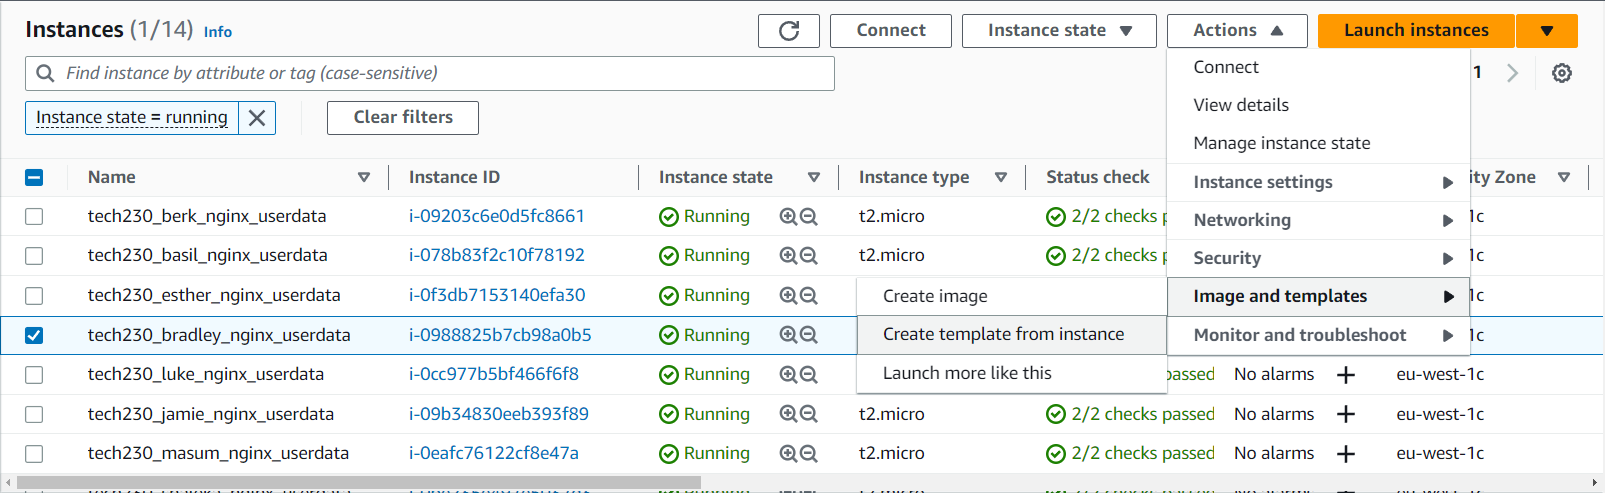 Instances (1/14) Info
Connect
Instance state
Actions
Launch instances
Find instance by attribute or tag (case-sensitive)
1
Instance state = running
Clear filters
Connect
View details
Manage instance state
Instance settings
Networking
Security
Image and templates
Monitor and troubleshoot
Create image
Create template from instance
Launch more like this
Name Instance ID Instance state Instance type Status check ity Zone
tech230_berk_nginx_userdata i-09203c6e0d5fc8661 Running t2.micro 2/2 checks p -1c
tech230_basil_nginx_userdata i-078b83f2c10f78192 Running t2.micro 2/2 checks p -1c
tech230_esther_nginx_userdata i-0f3db7153140efa30 Running -1c
tech230_bradley_nginx_userdata i-0988825b7cb98a0b5 Running 1c
tech230_luke_nginx_userdata i-0cc977b5bf466f6f8 Running passed No alarms eu-west-1c
tech230_jamie_nginx_userdata i-09b34830eeb393f89 Running t2.micro 2/2 checks passed No alarms eu-west-1c
tech230_masum_nginx_userdata i-0eafc76122cf8e47a Running t2.micro 2/2 checks passed No alarms eu-west-1c